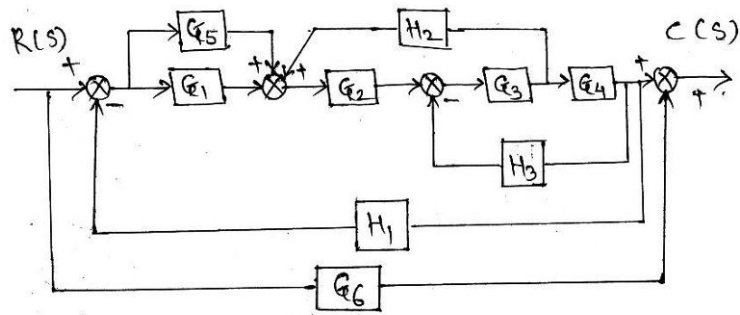 R(S)
G5
H2
C(S)
+
+
+
+
G1
G2
G3
G4
-
-
+
H3
H1
G6